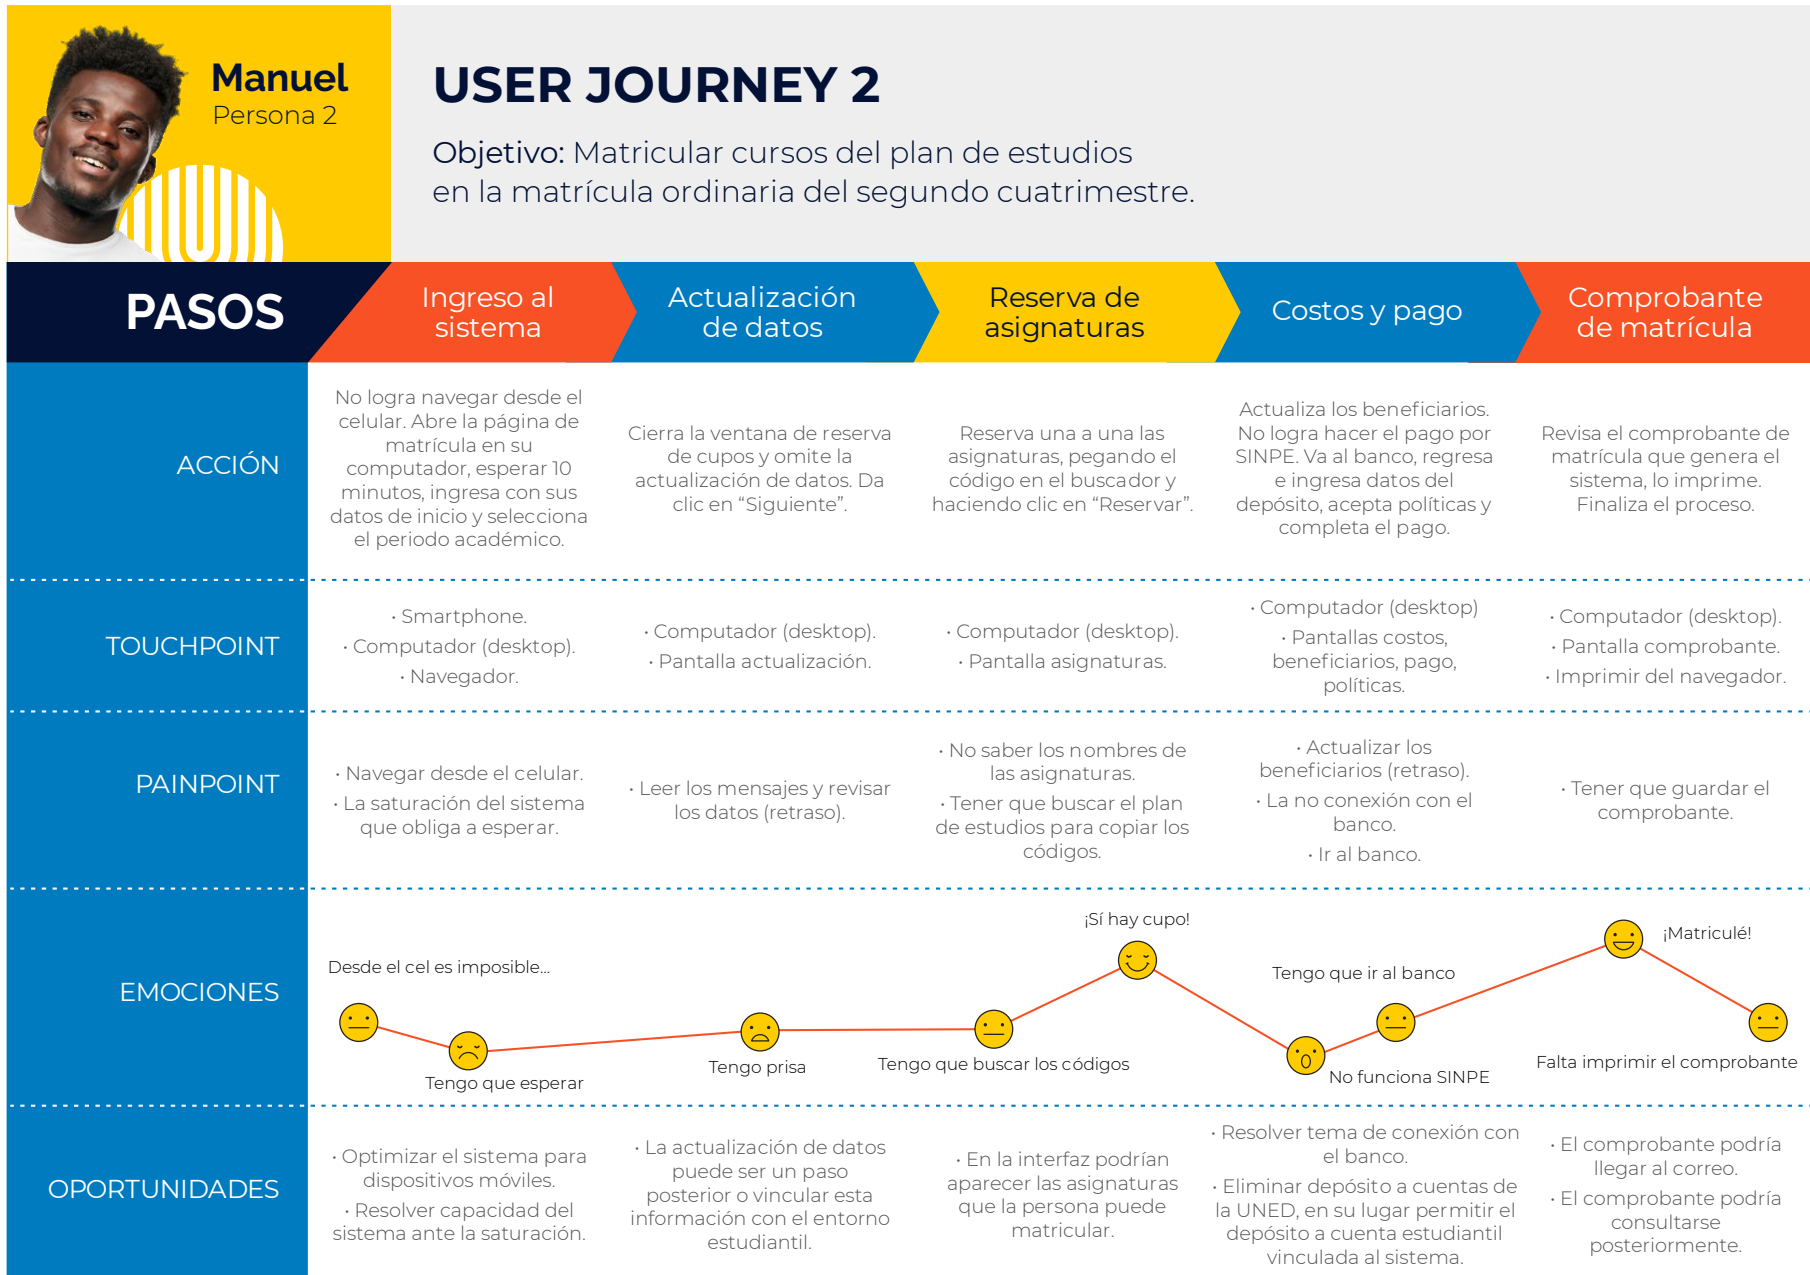 Manuel
Persona 2
USER JOURNEY 2
Objetivo: Matricular cursos del plan de estudios
en la matrícula ordinaria del segundo cuatrimestre.
PASOS
Ingreso al
sistema
Actualización
de datos
Reserva de
asignaturas
Costos y pago
Comprobante
de matrícula
ACCIÓN
No logra navegar desde el
celular. Abre la página de
matrícula en su
computador, esperar 10
minutos, ingresa con sus
datos de inicio y selecciona
el periodo académico.
Cierra la ventana de reserva
de cupos y omite la
actualización de datos. Da
clic en “Siguiente”.
Reserva una a una las
asignaturas, pegando el
código en el buscador y
haciendo clic en “Reservar”.
Actualiza los beneficiarios.
No logra hacer el pago por
SINPE. Va al banco, regresa
e ingresa datos del
depósito, acepta políticas y
completa el pago.
Revisa el comprobante de
matrícula que genera el
sistema, lo imprime.
Finaliza el proceso.
TOUCHPOINT
· Smartphone.
· Computador (desktop).
· Navegador.
· Computador (desktop).
· Pantalla actualización.
· Computador (desktop).
· Pantalla asignaturas.
· Computador (desktop)
· Pantallas costos,
beneficiarios, pago,
políticas.
· Computador (desktop).
· Pantalla comprobante.
· Imprimir del navegador.
PAINPOINT
· Navegar desde el celular.
· La saturación del sistema
que obliga a esperar.
· Leer los mensajes y revisar
los datos (retraso).
· No saber los nombres de
las asignaturas.
· Tener que buscar el plan
de estudios para copiar los
códigos.
· Actualizar los
beneficiarios (retraso).
· La no conexión con el
banco.
· Ir al banco.
· Tener que guardar el
comprobante.
EMOCIONES
Desde el cel es imposible...
Tengo que esperar
Tengo prisa
Tengo que buscar los códigos
¡Sí hay cupo!
No funciona SINPE
Tengo que ir al banco
¡Matriculé!
Falta imprimir el comprobante
OPORTUNIDADES
· Optimizar el sistema para
dispositivos móviles.
· Resolver capacidad del
sistema ante la saturación.
· La actualización de datos
puede ser un paso
posterior o vincular esta
información con el entorno
estudiantil.
· En la interfaz podrían
aparecer las asignaturas
que la persona puede
matricular.
· Resolver tema de conexión con
el banco.
· Eliminar depósito a cuentas de
la UNED, en su lugar permitir el
depósito a cuenta estudiantil
vinculada al sistema.
· El comprobante podría
llegar al correo.
· El comprobante podría
consultarse
posteriormente.